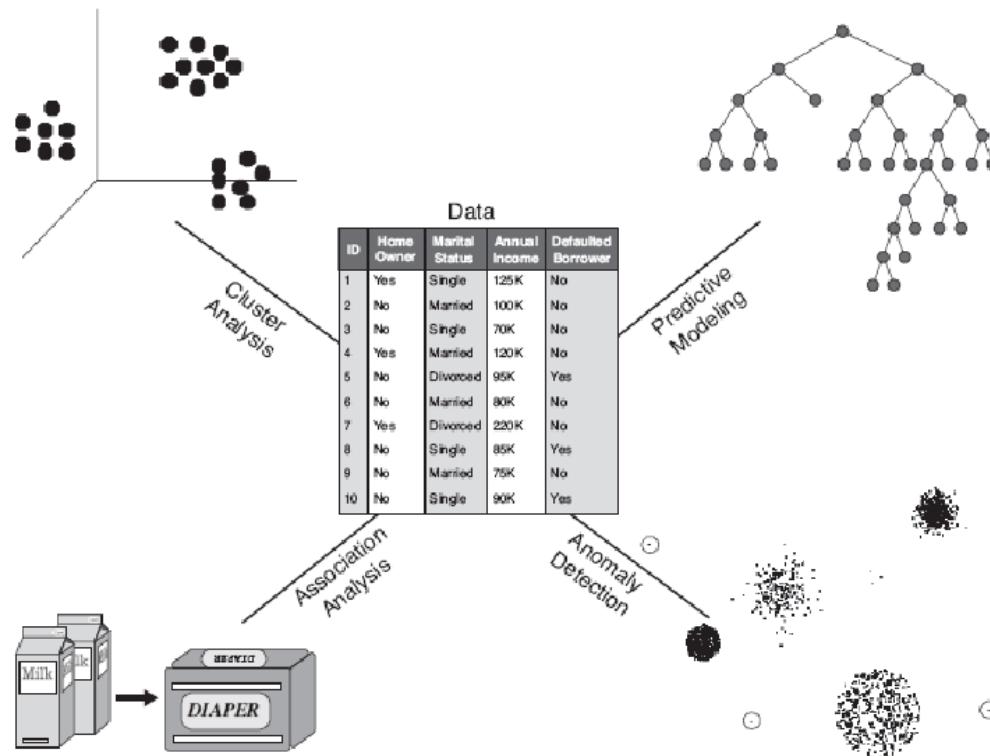 Data
ID Home Owner Marital Status Annual Income Defaulted Borrower
1 Yes Single 125K No
2 No Married 100K No
3 No Single 70K No
4 Yes Married 120K No
5 No Divorced 95K Yes
6 No Married 80K No
7 Yes Divorced 220K No
8 No Single 85K Yes
9 No Married 75K No
10 No Single 90K Yes
Cluster
Analysis
Predictive
Modeling
Association
Analysis
Anomaly
Detection
Milk
lk
DIAPER
DIAPER